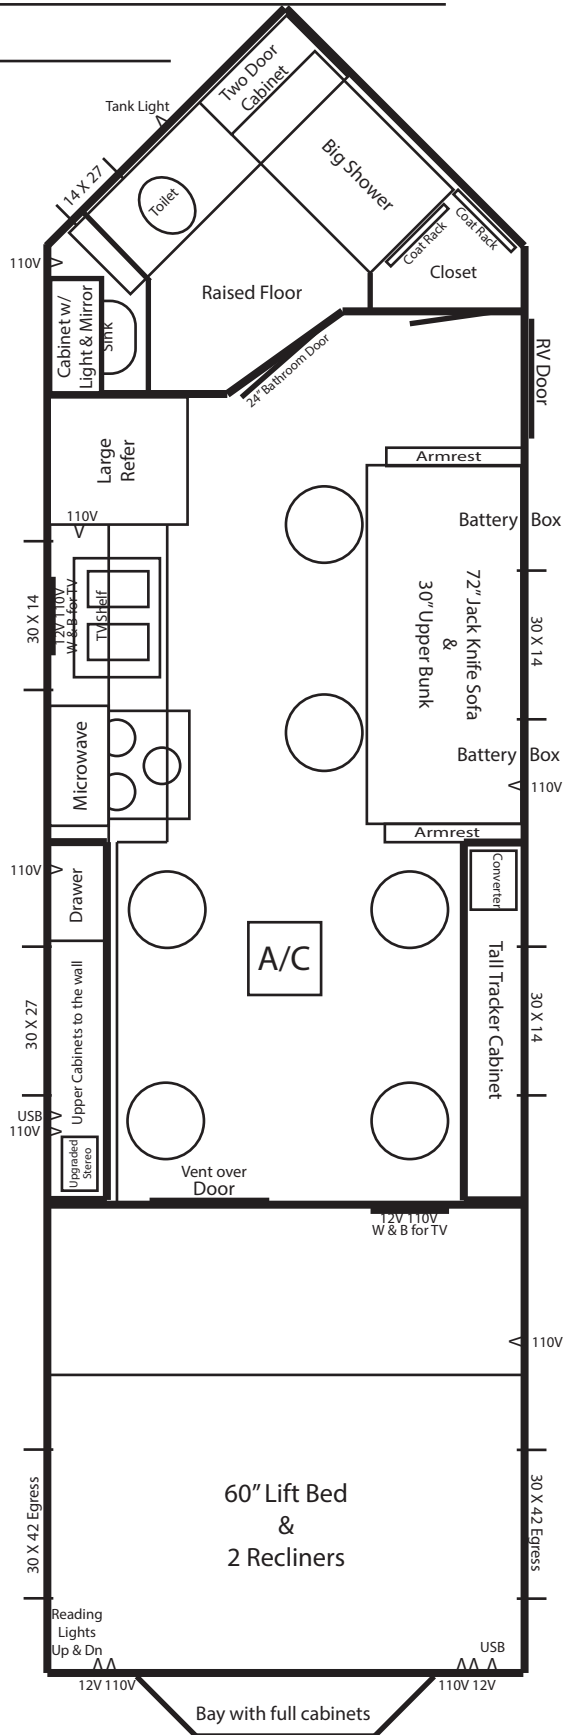 Two Door
Cabinet
Tank Light
Big Shower
14 X 27
Toilet
Coat Rack
Coat Rack
110V
Closet
Raised Floor
Cabinet w/
Light & Mirror
Sink
24" Bathroom Door
RV Door
Large
Refer
Armrest
110V
Battery Box
30 X 14
12V 110V
W & B for TV
TV Shelf
72" Jack Knife Sofa
&
30" Upper Bunk
30 X 14
Microwave
Battery Box
110V
Armrest
110V
Drawer
Converter
A/C
Tall Tracker Cabinet
30 X 27
Upper Cabinets to the wall
30 X 14
USB
110V
Upgraded
Stereo
Vent over
Door
12V 110V
W & B for TV
110V
60" Lift Bed
&
2 Recliners
30 X 42 Egress
30 X 42 Egress
Reading
Lights
Up & Dn
USB
12V 110V
110V 12V
Bay with full cabinets